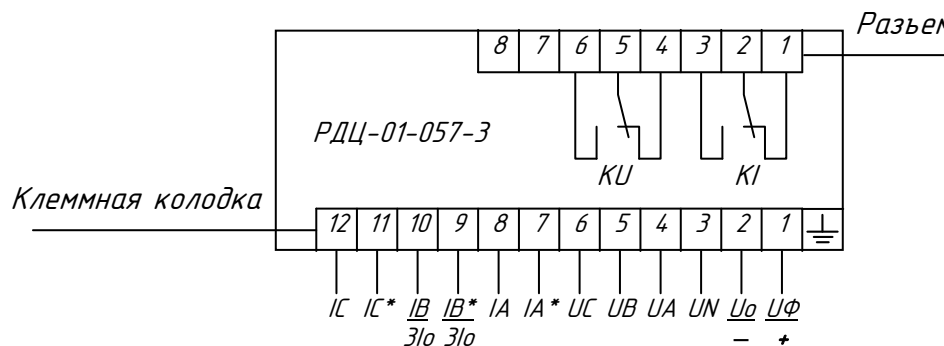 Разъем
8 7 6 5 4 3 2 1
РДЦ-01-057-3
KU KI
Клеммная колодка
12 11 10 9 8 7 6 5 4 3 2 1
IC IC* IB IB* IA IA* UC UB UA UN Uo UФ
3Io 3Io – +